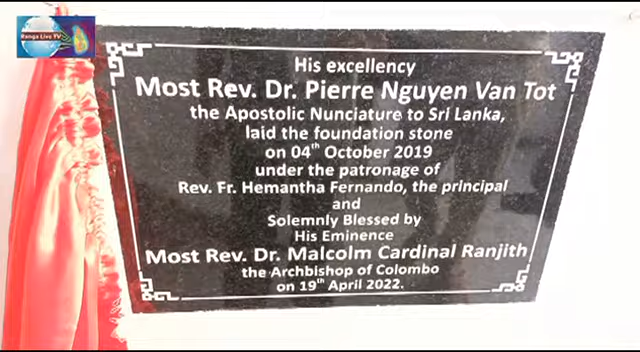 Ranga Live TV
His excellency
Most Rev. Dr. Pierre Nguyen Van Tot
the Apostolic Nunciature to Sri Lanka,
laid the foundation stone
on 04th October 2019
under the patronage of
Rev. Fr. Hemantha Fernando, the principal
and
Solemnly Blessed by
His Eminence
Most Rev. Dr. Malcolm Cardinal Ranjith
the Archbishop of Colombo
on 19th April 2022.